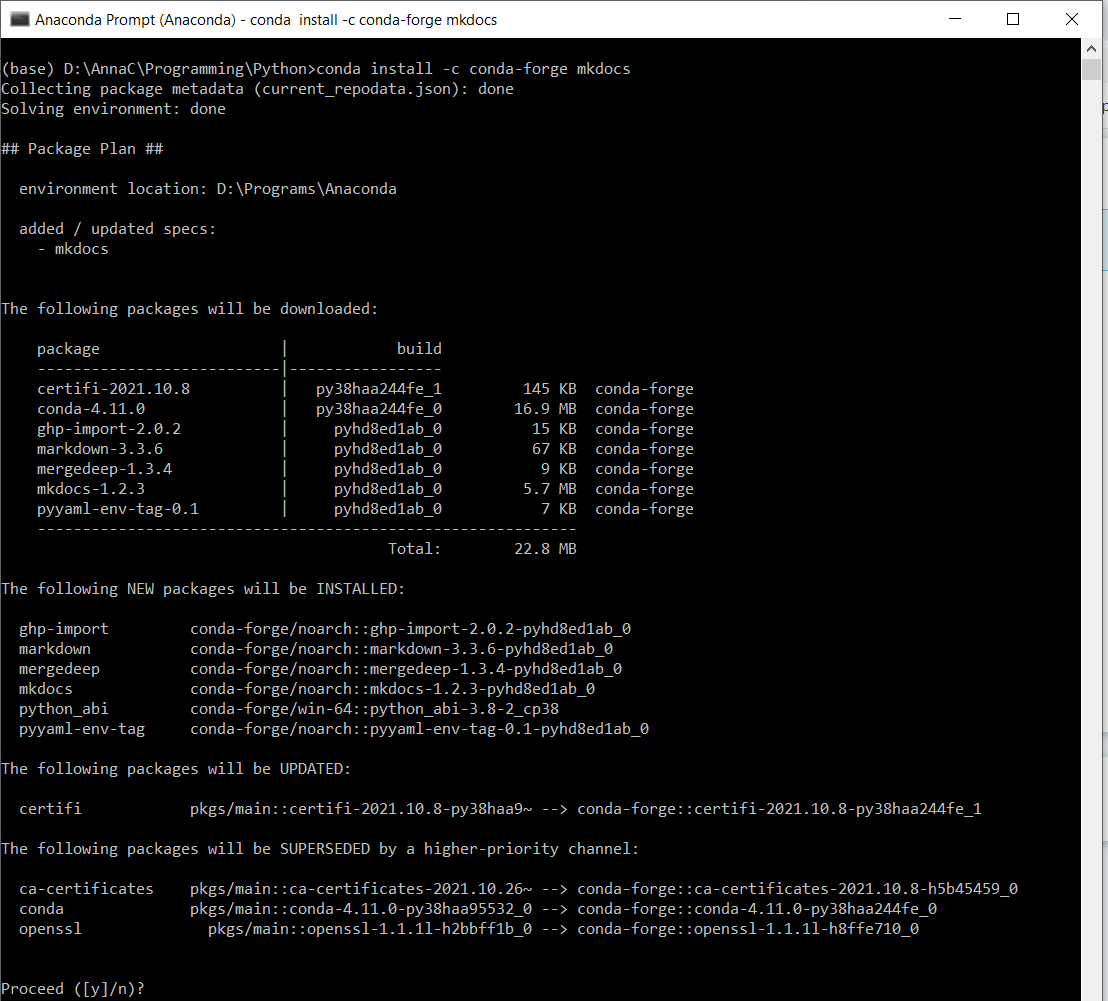 Anaconda Prompt (Anaconda) - conda  install -c conda-forge mkdocs
(base) D:\AnnaC\Programming\Python>conda install -c conda-forge mkdocs
Collecting package metadata (current_repodata.json): done
Solving environment: done
## Package Plan ##
  environment location: D:\Programs\Anaconda
  added / updated specs:
    - mkdocs
The following packages will be downloaded:
    package                    |            build
    ---------------------------|-----------------
    certifi-2021.10.8          |   py38haa244fe_1         145 KB  conda-forge
    conda-4.11.0               |   py38haa244fe_0        16.9 MB  conda-forge
    ghp-import-2.0.2           |     pyhd8ed1ab_0          15 KB  conda-forge
    markdown-3.3.6             |     pyhd8ed1ab_0          67 KB  conda-forge
    mergedeep-1.3.4            |     pyhd8ed1ab_0           9 KB  conda-forge
    mkdocs-1.2.3               |     pyhd8ed1ab_0         5.7 MB  conda-forge
    pyyaml-env-tag-0.1         |     pyhd8ed1ab_0           7 KB  conda-forge
    ------------------------------------------------------------
                                           Total:        22.8 MB
The following NEW packages will be INSTALLED:
  ghp-import         conda-forge/noarch::ghp-import-2.0.2-pyhd8ed1ab_0
  markdown           conda-forge/noarch::markdown-3.3.6-pyhd8ed1ab_0
  mergedeep          conda-forge/noarch::mergedeep-1.3.4-pyhd8ed1ab_0
  mkdocs             conda-forge/noarch::mkdocs-1.2.3-pyhd8ed1ab_0
  python_abi         conda-forge/win-64::python_abi-3.8-2_cp38
  pyyaml-env-tag     conda-forge/noarch::pyyaml-env-tag-0.1-pyhd8ed1ab_0
The following packages will be UPDATED:
  certifi            pkgs/main::certifi-2021.10.8-py38haa9~ --> conda-forge::certifi-2021.10.8-py38haa244fe_1
The following packages will be SUPERSEDED by a higher-priority channel:
  ca-certificates    pkgs/main::ca-certificates-2021.10.26~ --> conda-forge::ca-certificates-2021.10.8-h5b45459_0
  conda              pkgs/main::conda-4.11.0-py38haa95532_0 --> conda-forge::conda-4.11.0-py38haa244fe_0
  openssl              pkgs/main::openssl-1.1.1l-h2bbff1b_0 --> conda-forge::openssl-1.1.1l-h8ffe710_0
Proceed ([y]/n)?